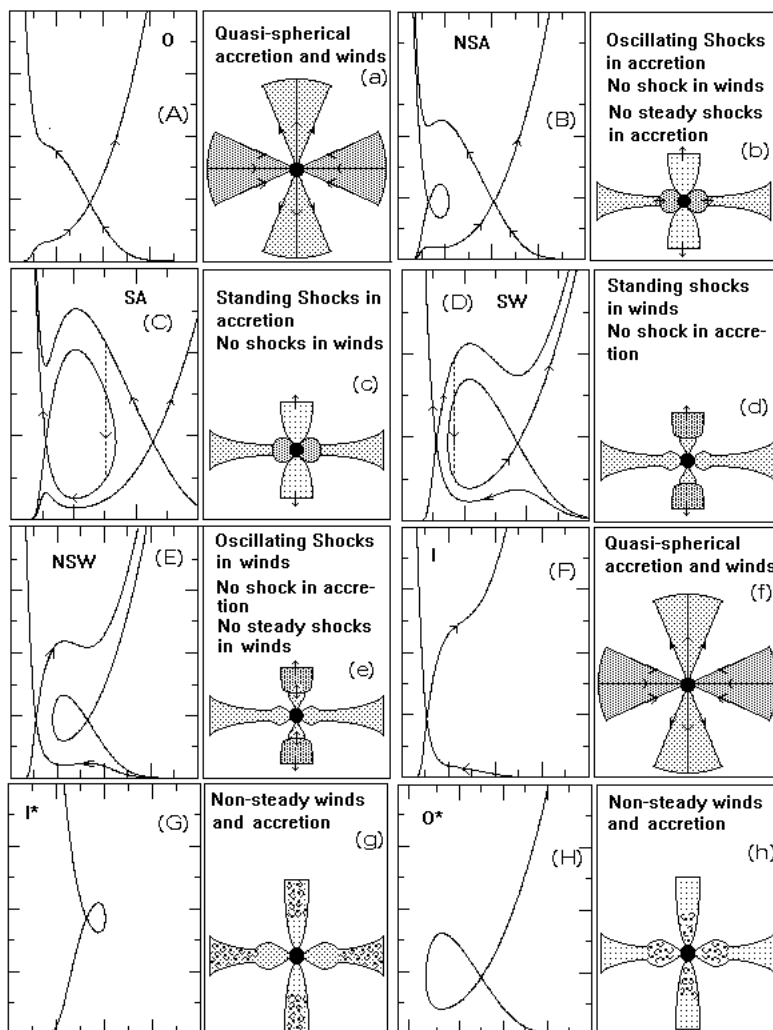 O
(A)
Quasi-spherical
accretion and winds
(a)
NSA
(B)
Oscillating Shocks
in accretion
No shock in winds
No steady shocks
in accretion
(b)
SA
(C)
Standing Shocks in
accretion
No shocks in winds
(c)
(D) SW
Standing shocks
in winds
No shock in accre-
tion
(d)
NSW
(E)
Oscillating Shocks
in winds
No shock in accre-
tion
No steady shocks
in winds
(e)
I
(F)
Quasi-spherical
accretion and winds
(f)
I*
(G)
Non-steady winds
and accretion
(g)
O*
(H)
Non-steady winds
and accretion
(h)